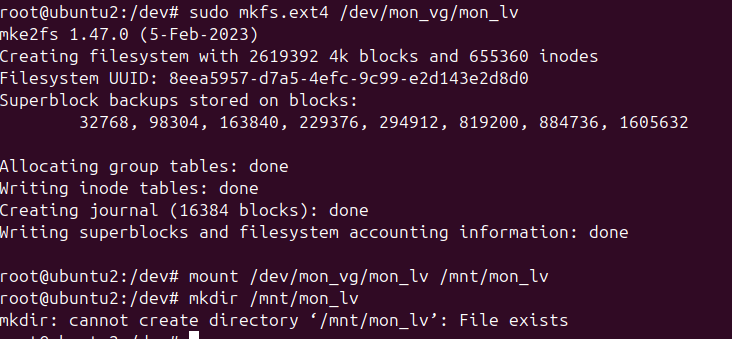 root@ubuntu2:/dev# sudo mkfs.ext4 /dev/mon_vg/mon_lv
mke2fs 1.47.0 (5-Feb-2023)
Creating filesystem with 2619392 4k blocks and 655360 inodes
Filesystem UUID: 8eea5957-d7a5-4efc-9c99-e2d143e2d8d0
Superblock backups stored on blocks:
        32768, 98304, 163840, 229376, 294912, 819200, 884736, 1605632

Allocating group tables: done
Writing inode tables: done
Creating journal (16384 blocks): done
Writing superblocks and filesystem accounting information: done

root@ubuntu2:/dev# mount /dev/mon_vg/mon_lv /mnt/mon_lv
root@ubuntu2:/dev# mkdir /mnt/mon_lv
mkdir: cannot create directory ‘/mnt/mon_lv’: File exists
root@ubuntu2:/dev#